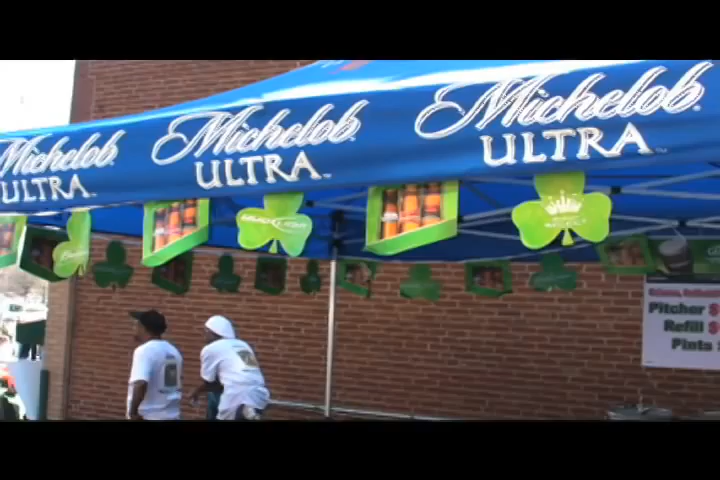 Michelob
ULTRA
Michelob
ULTRA
Michelob
ULTRA
Pitcher $
Refill $
Pints